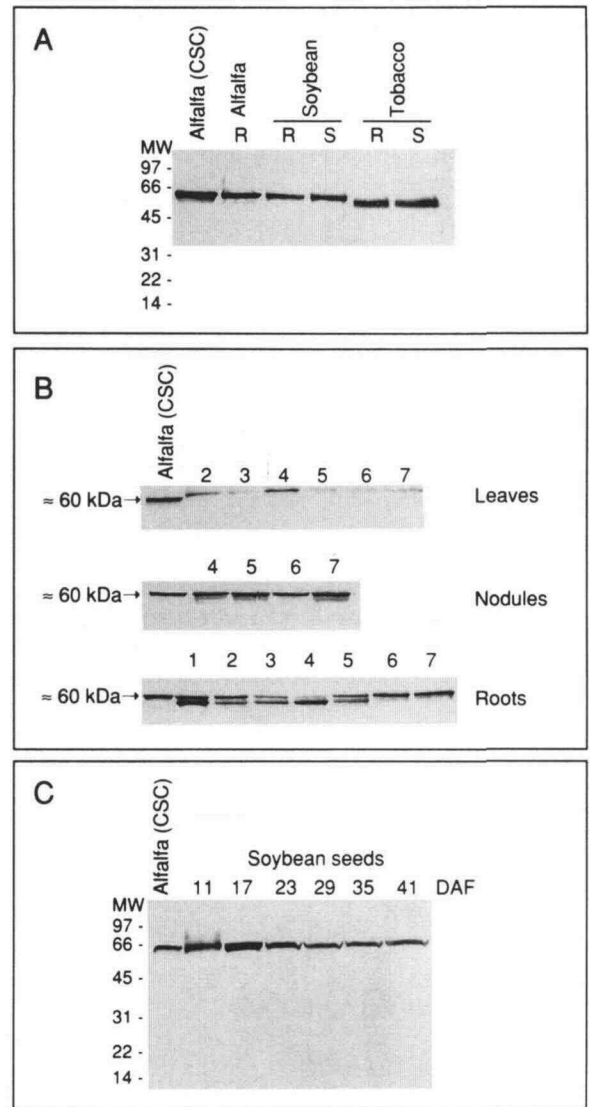 A
Alfalfa (CSC)
Alfalfa
Soybean
Tobacco
R R S R S
MW
97 -
66 -
45 -
31 -
22 -
14 -
B
Alfalfa (CSC)
2 3 4 5 6 7
≈ 60 kDa→
Leaves
4 5 6 7
≈ 60 kDa→
Nodules
1 2 3 4 5 6 7
≈ 60 kDa→
Roots
C
Alfalfa (CSC)
Soybean seeds
11 17 23 29 35 41 DAF
MW
97 -
66 -
45 -
31 -
22 -
14 -